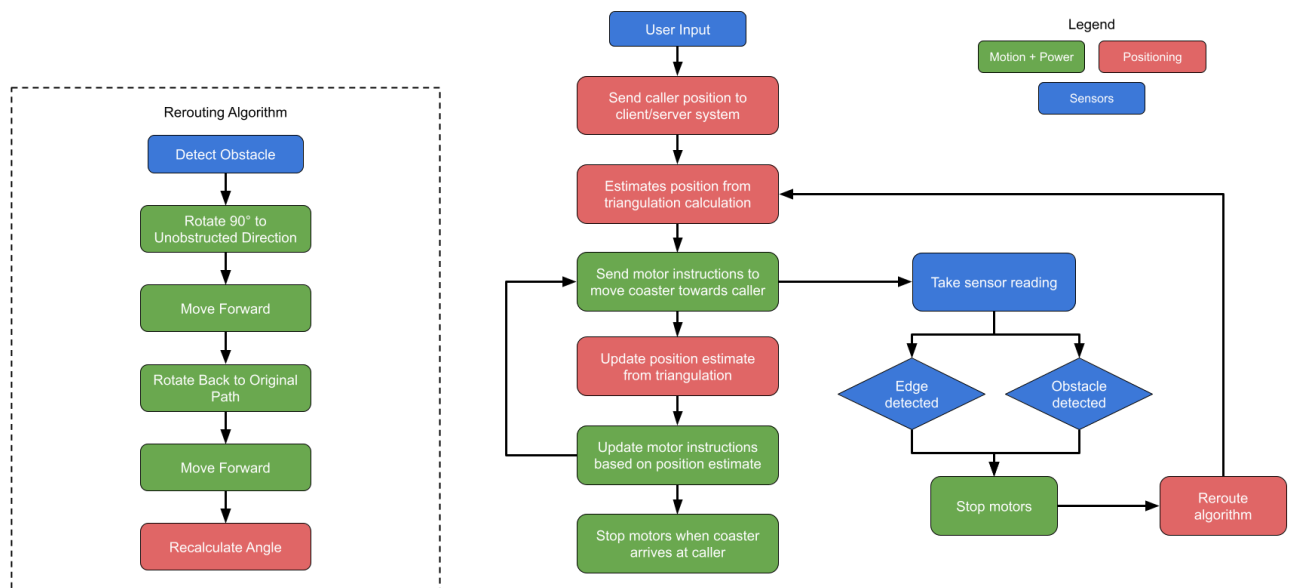 User Input
Legend
Motion + Power
Positioning
Sensors
Rerouting Algorithm
Detect Obstacle
Rotate 90° to
Unobstructed Direction
Move Forward
Rotate Back to Original
Path
Move Forward
Recalculate Angle
Send caller position to
client/server system
Estimates position from
triangulation calculation
Send motor instructions to
move coaster towards caller
Update position estimate
from triangulation
Update motor instructions
based on position estimate
Stop motors when coaster
arrives at caller
Take sensor reading
Edge
detected
Obstacle
detected
Stop motors
Reroute
algorithm